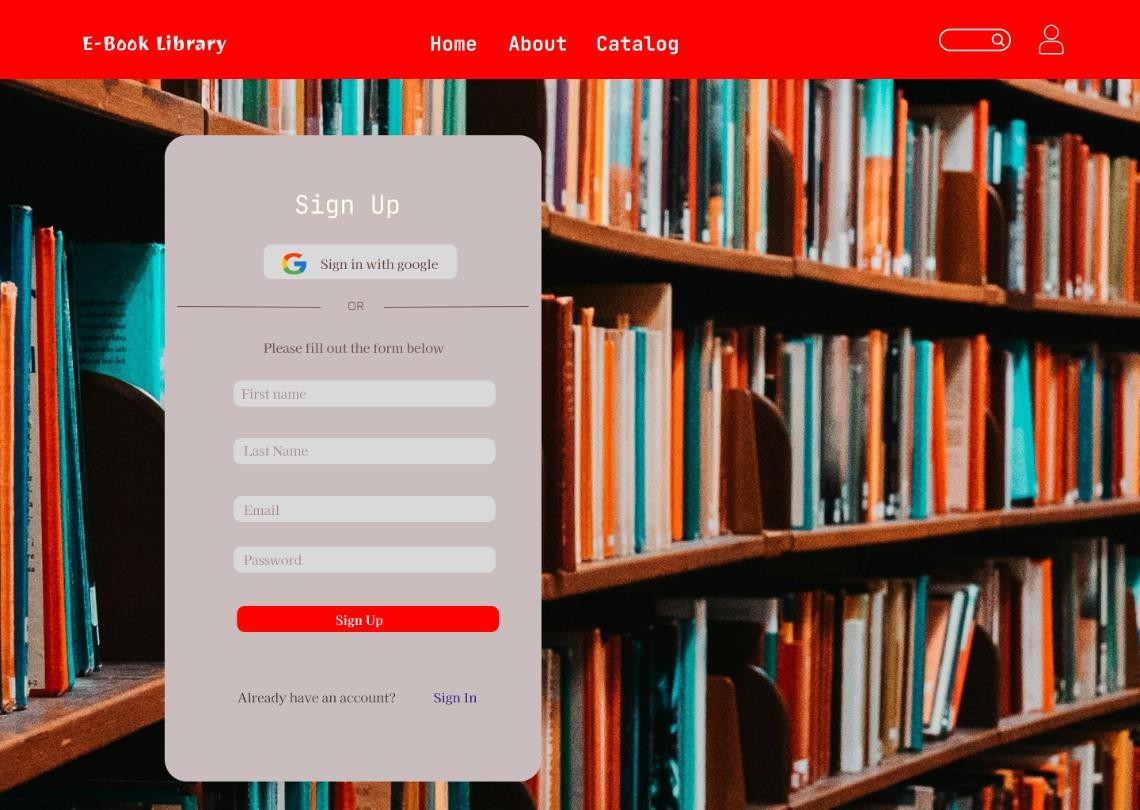 E-Book Library
Home About Catalog
Sign Up
Sign in with google
OR
Please fill out the form below
First name
Last Name
Email
Password
Sign Up
Already have an account? Sign In